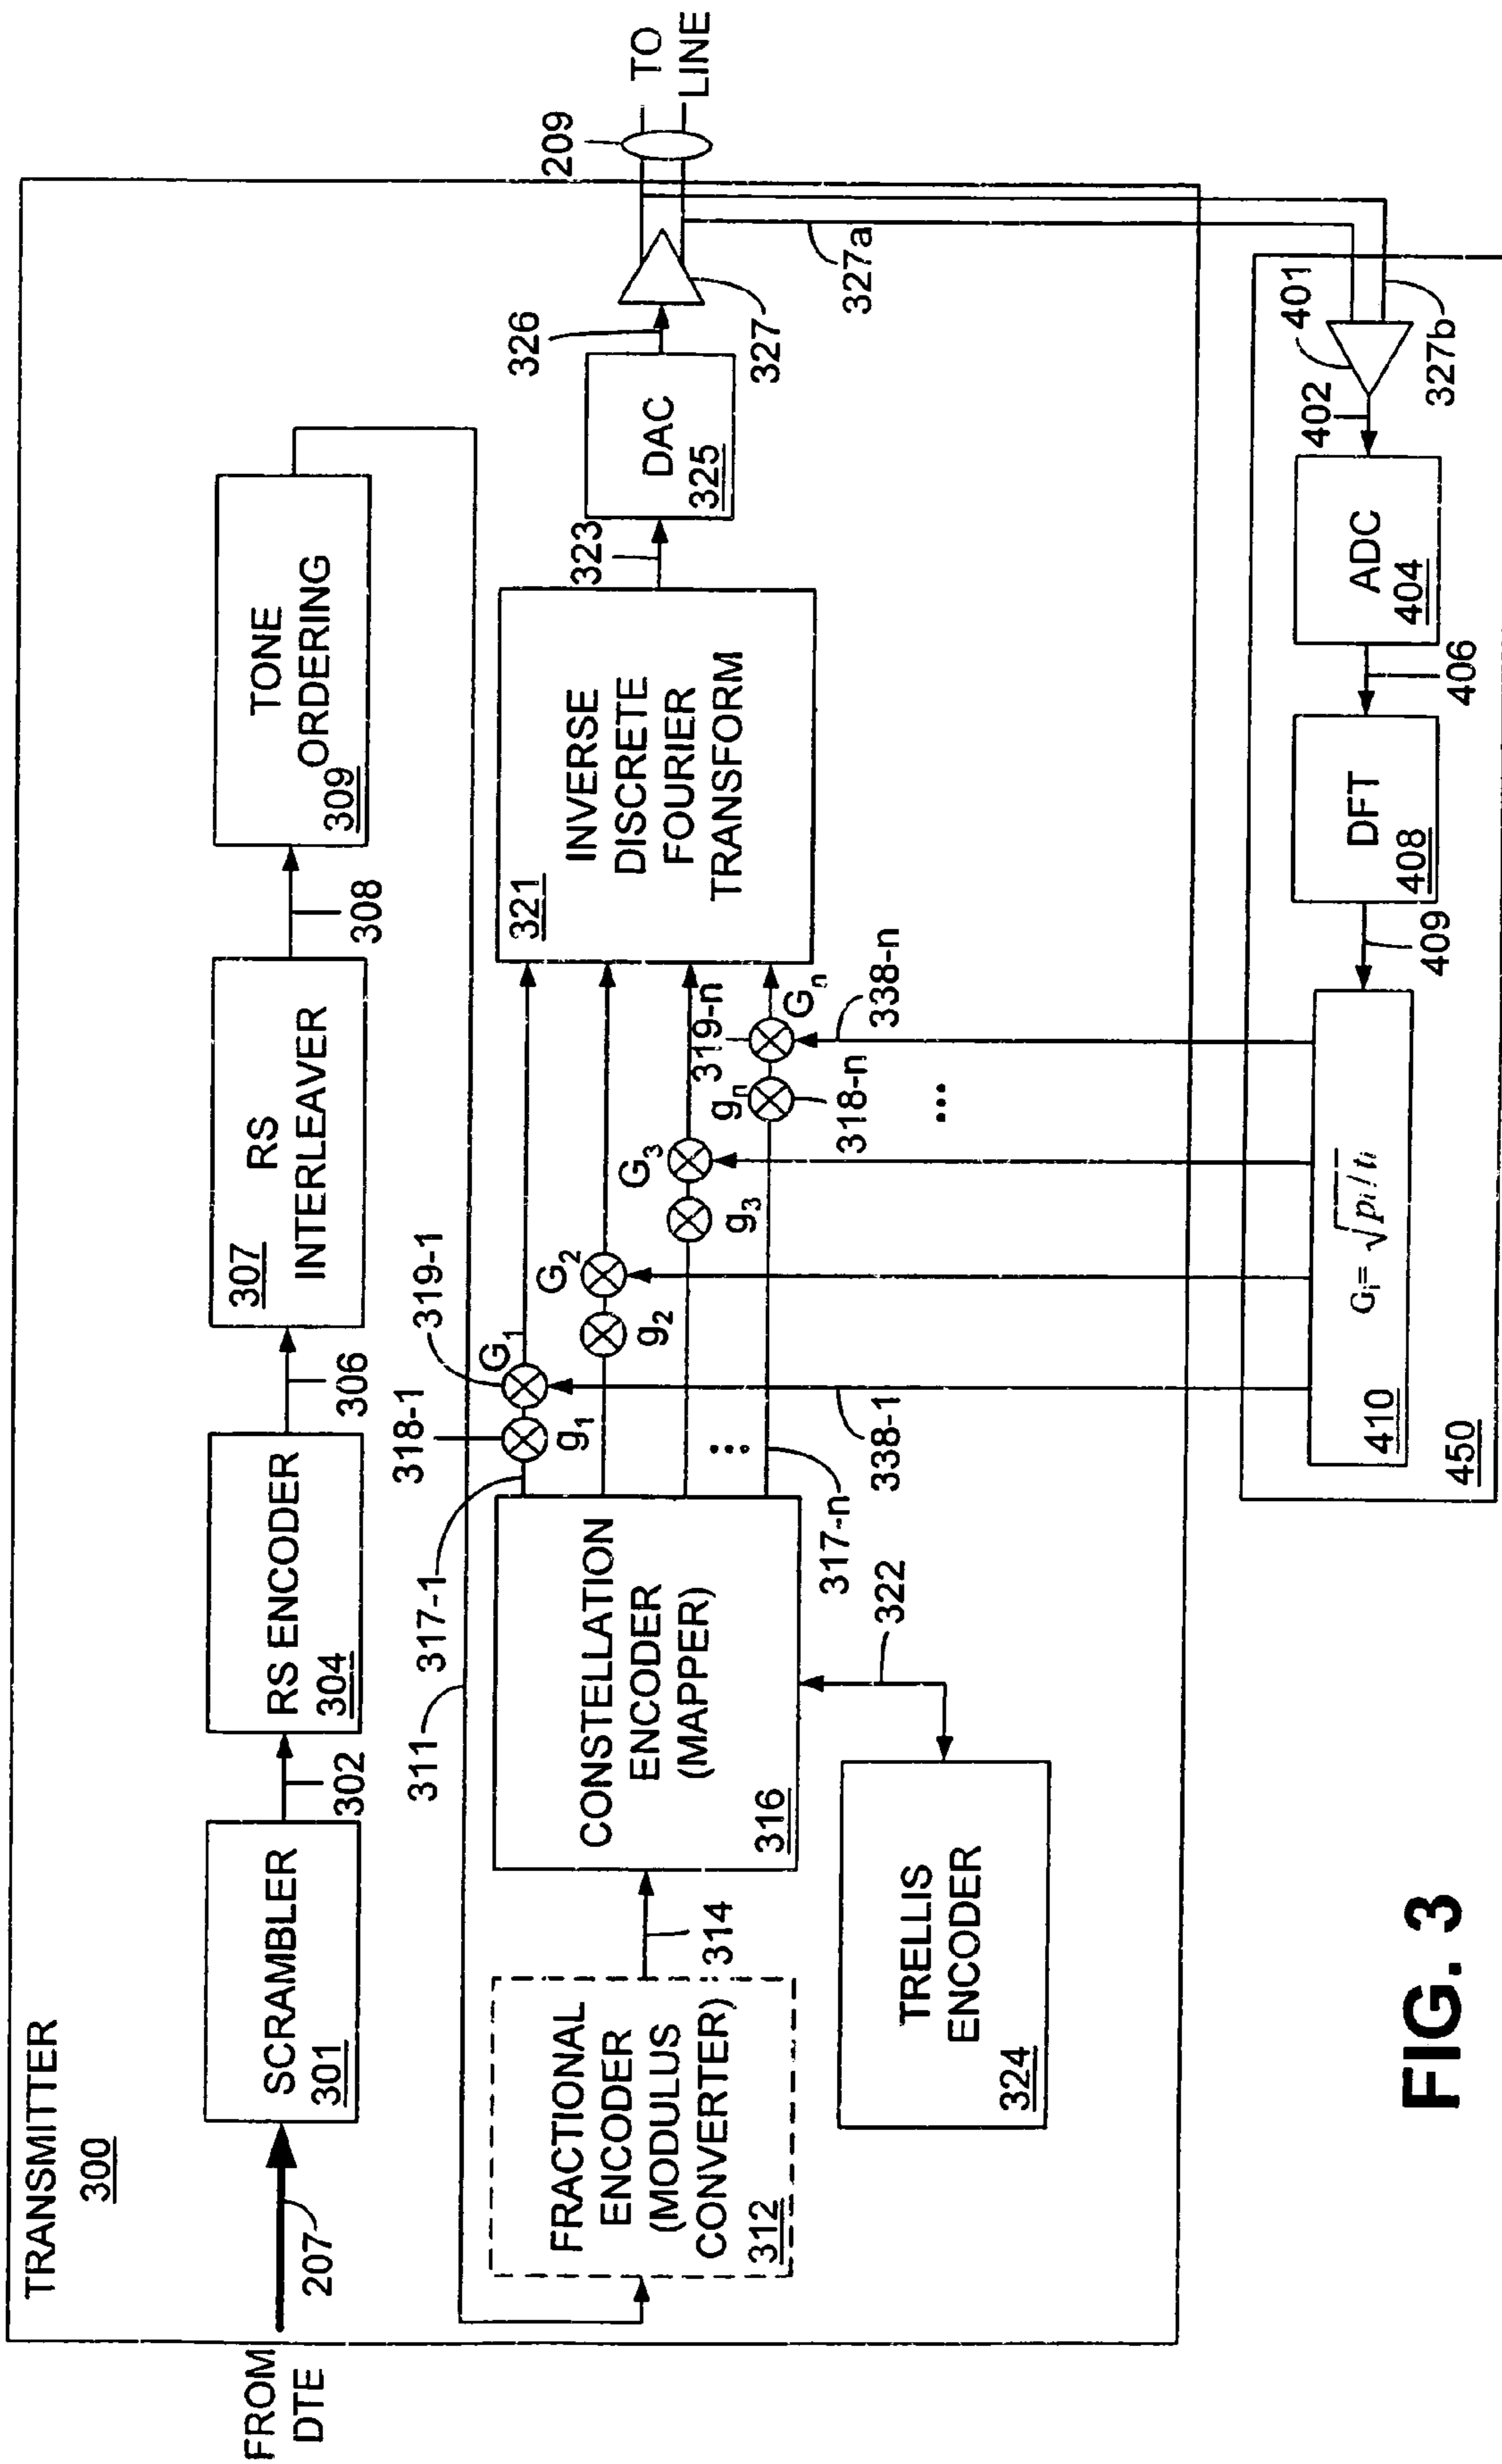 TRANSMITTER
300
FROM
DTE
207
SCRAMBLER
301
302
RS ENCODER
304
306
307
RS
INTERLEAVER
308
TONE
ORDERING
309
311
FRACTIONAL
ENCODER
(MODULUS
CONVERTER)
312
314
CONSTELLATION
ENCODER
(MAPPER)
316
322
TRELLIS
ENCODER
324
317-1
318-1
319-1
g1
G1
g2
G2
g3
G3
gn
Gn
319-n
318-n
317-n
338-1
338-n
...
...
321
INVERSE
DISCRETE
FOURIER
TRANSFORM
323
DAC
325
326
327
209
TO
LINE
327a
327b
401
402
ADC
404
406
DFT
408
409
Gi= √pi/ti
410
450
FIG. 3